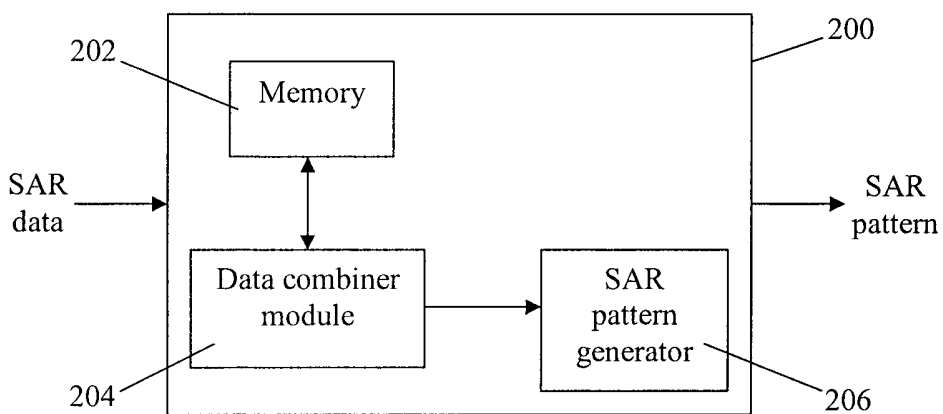 200
202
Memory
SAR
data
SAR
pattern
Data combiner
module
SAR
pattern
generator
204
206